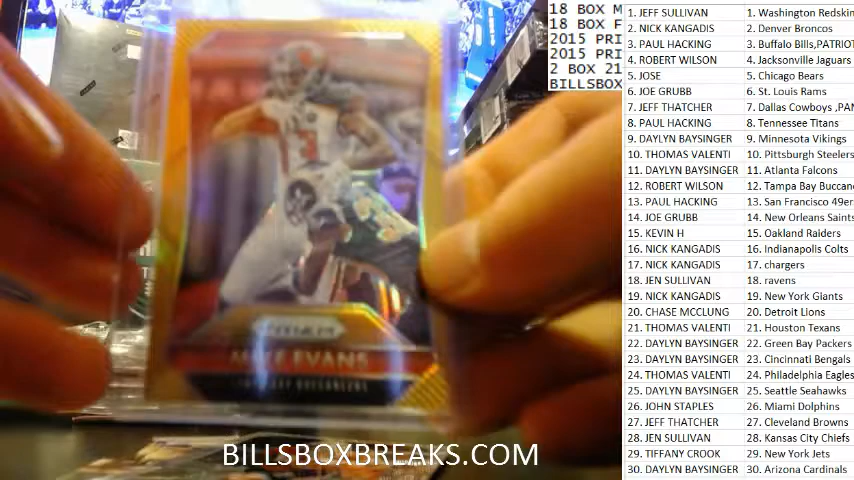 18 BOX M
18 BOX F
2015 PRI
2015 PRI
2 BOX 21
BILLSBOX
1. JEFF SULLIVAN 1. Washington Redskin
2. NICK KANGADIS 2. Denver Broncos
3. PAUL HACKING 3. Buffalo Bills,PATRIOT
4. ROBERT WILSON 4. Jacksonville Jaguars
5. JOSE 5. Chicago Bears
6. JOE GRUBB 6. St. Louis Rams
7. JEFF THATCHER 7. Dallas Cowboys ,PAN
8. PAUL HACKING 8. Tennessee Titans
9. DAYLYN BAYSINGER 9. Minnesota Vikings
10. THOMAS VALENTI 10. Pittsburgh Steelers
11. DAYLYN BAYSINGER 11. Atlanta Falcons
12. ROBERT WILSON 12. Tampa Bay Buccane
13. PAUL HACKING 13. San Francisco 49er
14. JOE GRUBB 14. New Orleans Saints
15. KEVIN H 15. Oakland Raiders
16. NICK KANGADIS 16. Indianapolis Colts
17. NICK KANGADIS 17. chargers
18. JEN SULLIVAN 18. ravens
19. NICK KANGADIS 19. New York Giants
20. CHASE MCCLUNG 20. Detroit Lions
21. THOMAS VALENTI 21. Houston Texans
22. DAYLYN BAYSINGER 22. Green Bay Packers
23. DAYLYN BAYSINGER 23. Cincinnati Bengals
24. THOMAS VALENTI 24. Philadelphia Eagles
25. DAYLYN BAYSINGER 25. Seattle Seahawks
26. JOHN STAPLES 26. Miami Dolphins
27. JEFF THATCHER 27. Cleveland Browns
28. JEN SULLIVAN 28. Kansas City Chiefs
29. TIFFANY CROOK 29. New York Jets
30. DAYLYN BAYSINGER 30. Arizona Cardinals
PRIZM
MIKE EVANS
TAMPA BAY BUCCANEERS
BILLSBOXBREAKS.COM